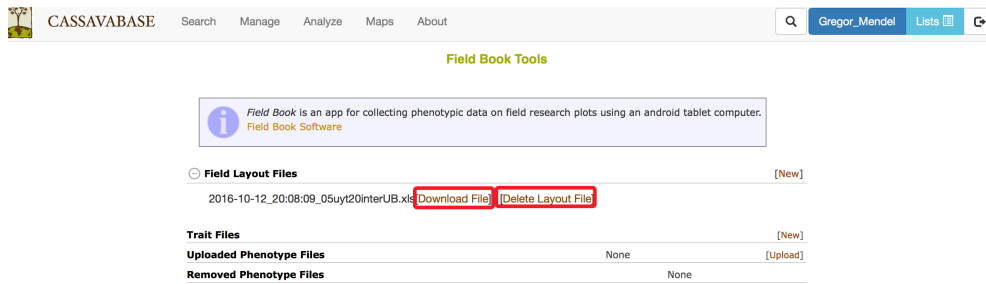 CASSAVABASE Search Manage Analyze Maps About Gregor_Mendel Lists
Field Book Tools
Field Book is an app for collecting phenotypic data on field research plots using an android tablet computer.
Field Book Software
Field Layout Files [New]
2016-10-12_20:08:09_05uyt20interUB.xls[Download File] [Delete Layout File]
Trait Files [New]
Uploaded Phenotype Files None [Upload]
Removed Phenotype Files None